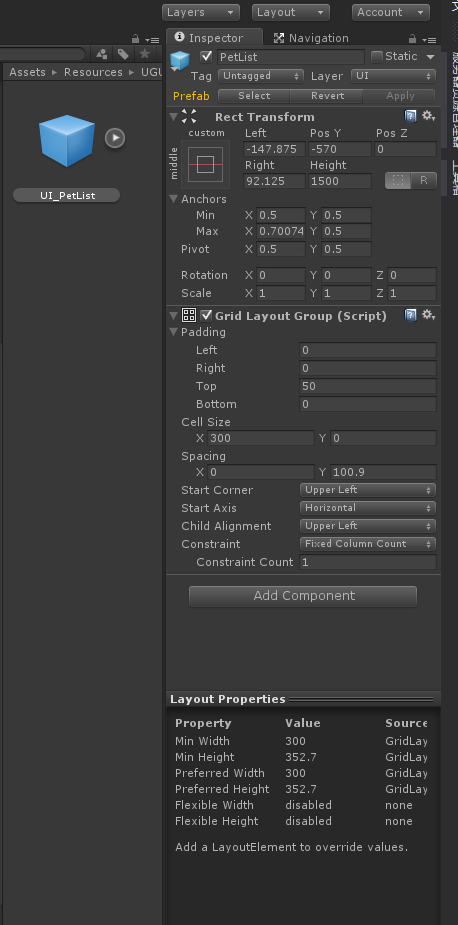 Layers Layout Account
Inspector Navigation
PetList Static
Tag Untagged Layer UI
Prefab Select Revert Apply
Assets ▸ Resources ▸ UGU
UI_PetList
Rect Transform
custom Left Pos Y Pos Z
-147.875 -570 0
middle Right Height
92.125 1500 R
Anchors
Min X 0.5 Y 0.5
Max X 0.70074 Y 0.5
Pivot X 0.5 Y 0.5
Rotation X 0 Y 0 Z 0
Scale X 1 Y 1 Z 1
Grid Layout Group (Script)
Padding
Left 0
Right 0
Top 50
Bottom 0
Cell Size
X 300 Y 0
Spacing
X 0 Y 100.9
Start Corner Upper Left
Start Axis Horizontal
Child Alignment Upper Left
Constraint Fixed Column Count
Constraint Count 1
Add Component
Layout Properties
Property Value Source
Min Width 300 GridLay
Min Height 352.7 GridLay
Preferred Width 300 GridLay
Preferred Height 352.7 GridLay
Flexible Width disabled none
Flexible Height disabled none
Add a LayoutElement to override values.